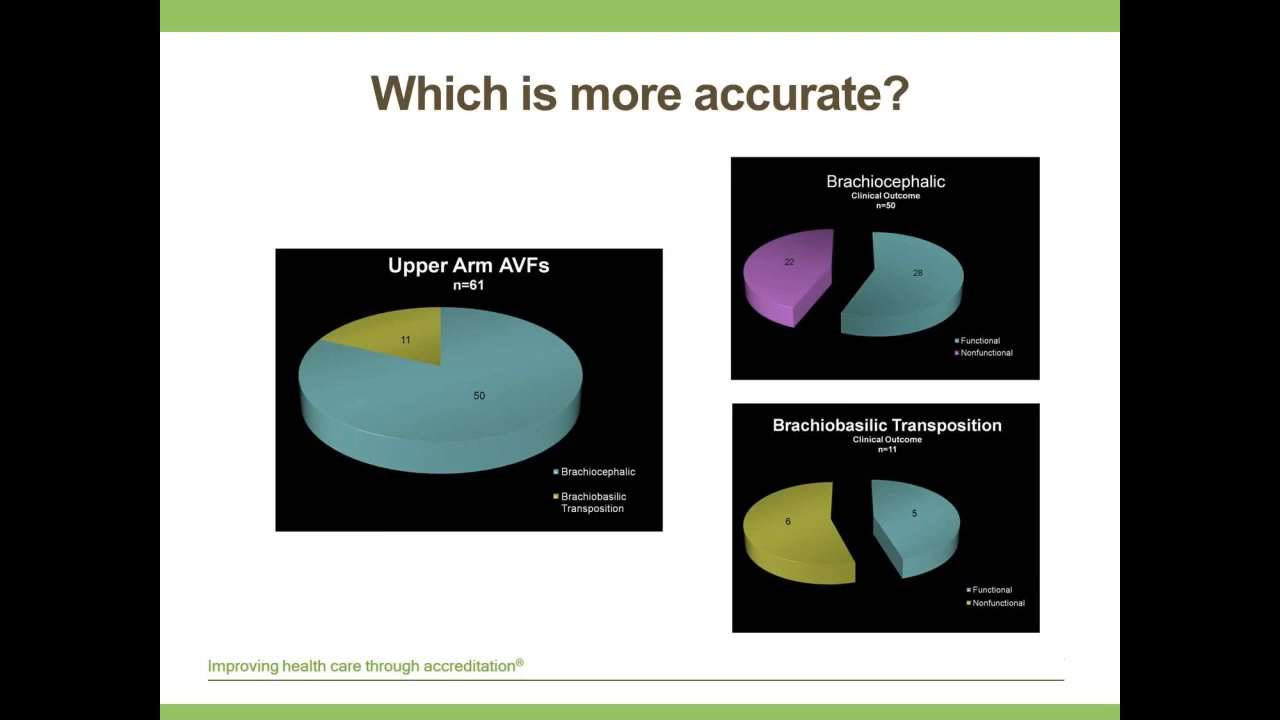 Which is more accurate?
Upper Arm AVFs
n=61
11
50
Brachiocephalic
Brachiobasilic
Transposition
Brachiocephalic
Clinical Outcome
n=50
22
28
Functional
Nonfunctional
Brachiobasilic Transposition
Clinical Outcome
n=11
6
5
Functional
Nonfunctional
Improving health care through accreditation®